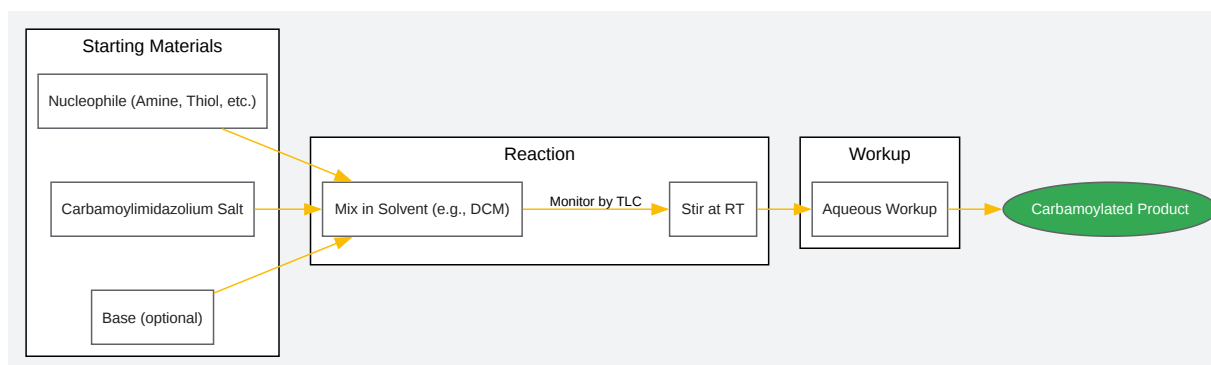 Starting Materials
Nucleophile (Amine, Thiol, etc.)
Carbamoylimidazolium Salt
Base (optional)
Reaction
Mix in Solvent (e.g., DCM)
Monitor by TLC
Stir at RT
Workup
Aqueous Workup
Carbamoylated Product